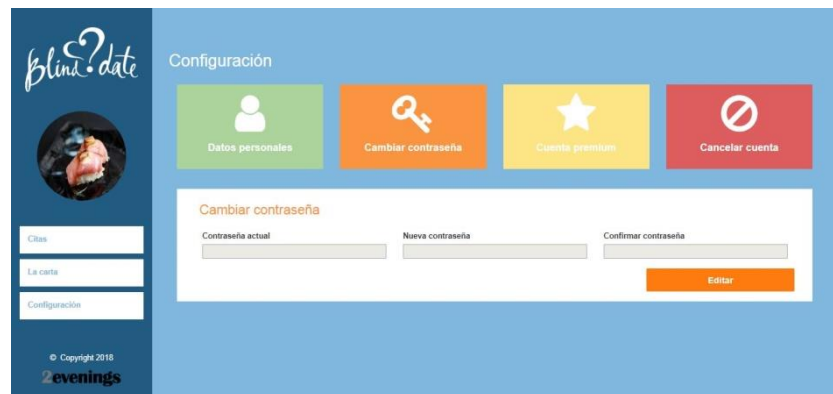 Blind? date
Configuración
Datos personales
Cambiar contraseña
Cuenta premium
Cancelar cuenta
Cambiar contraseña
Contraseña actual
Nueva contraseña
Confirmar contraseña
Editar
Citas
La carta
Configuración
© Copyright 2018
2evenings